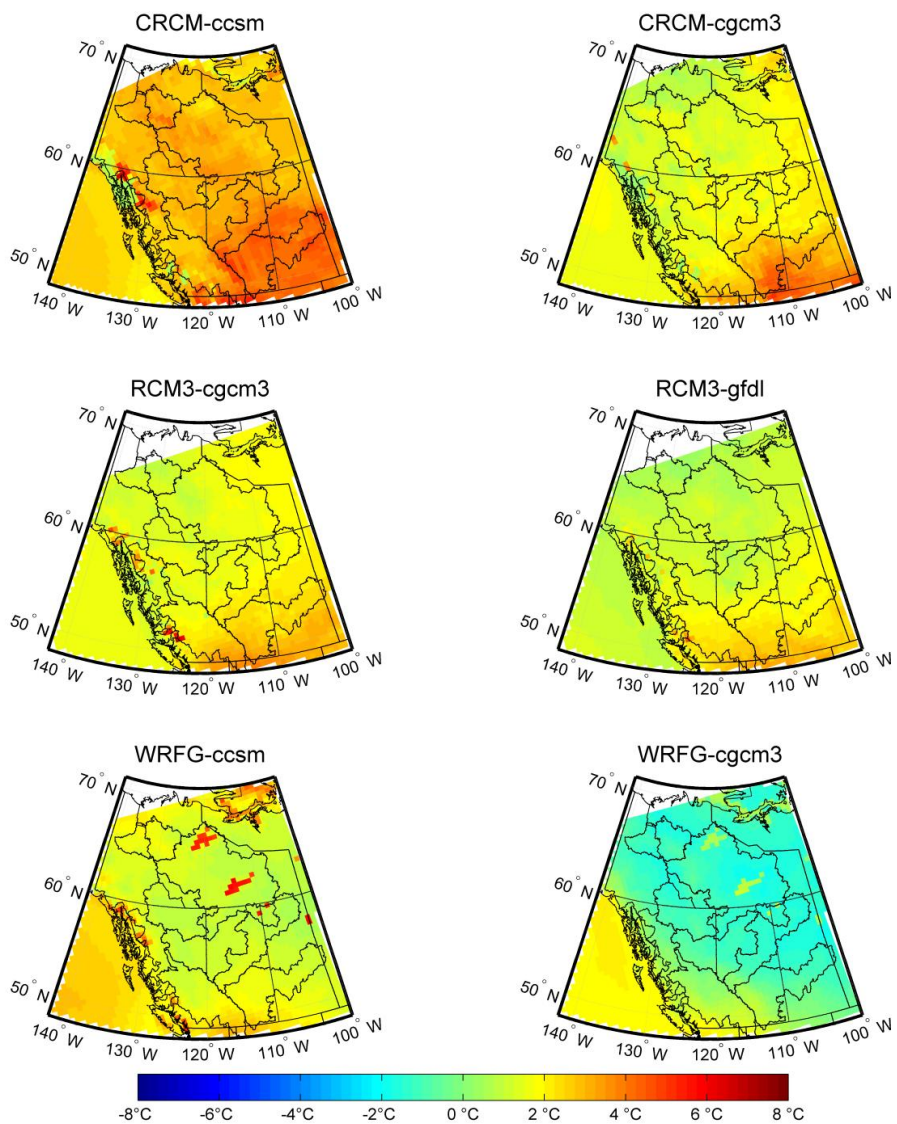 CRCM-ccsm
CRCM-cgcm3
70° N
60° N
50° N
140° W
130° W
120° W
110° W
100° W
70° N
60° N
50° N
140° W
130° W
120° W
110° W
100° W
RCM3-cgcm3
RCM3-gfdl
70° N
60° N
50° N
140° W
130° W
120° W
110° W
100° W
70° N
60° N
50° N
140° W
130° W
120° W
110° W
100° W
WRFG-ccsm
WRFG-cgcm3
70° N
60° N
50° N
140° W
130° W
120° W
110° W
100° W
70° N
60° N
50° N
140° W
130° W
120° W
110° W
100° W
-8°C -6°C -4°C -2°C 0 °C 2 °C 4 °C 6 °C 8 °C